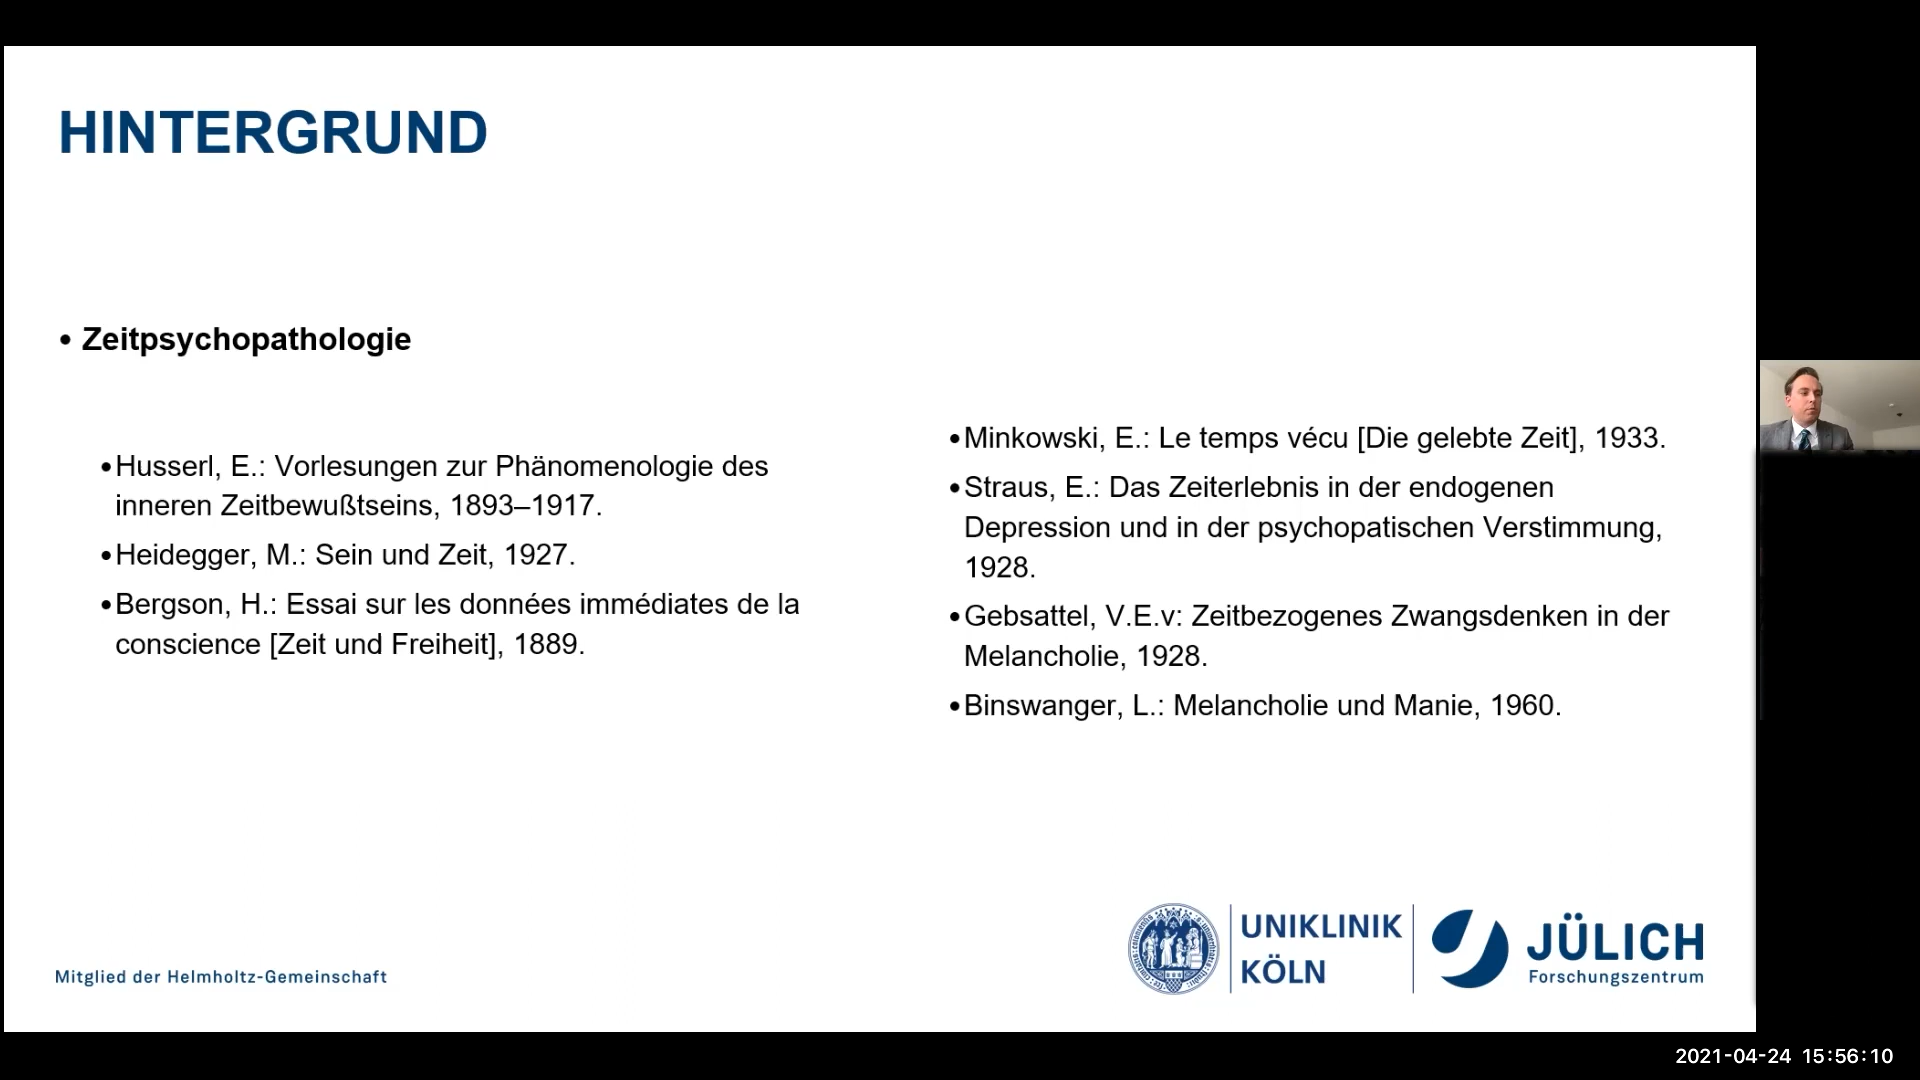 HINTERGRUND
• Zeitpsychopathologie
•Husserl, E.: Vorlesungen zur Phänomenologie des
inneren Zeitbewußtseins, 1893–1917.
•Heidegger, M.: Sein und Zeit, 1927.
•Bergson, H.: Essai sur les données immédiates de la
conscience [Zeit und Freiheit], 1889.
•Minkowski, E.: Le temps vécu [Die gelebte Zeit], 1933.
•Straus, E.: Das Zeiterlebnis in der endogenen
Depression und in der psychopatischen Verstimmung,
1928.
•Gebsattel, V.E.v: Zeitbezogenes Zwangsdenken in der
Melancholie, 1928.
•Binswanger, L.: Melancholie und Manie, 1960.
Mitglied der Helmholtz-Gemeinschaft
UNIKLINIK
KÖLN
JÜLICH
Forschungszentrum
2021-04-24 15:56:10